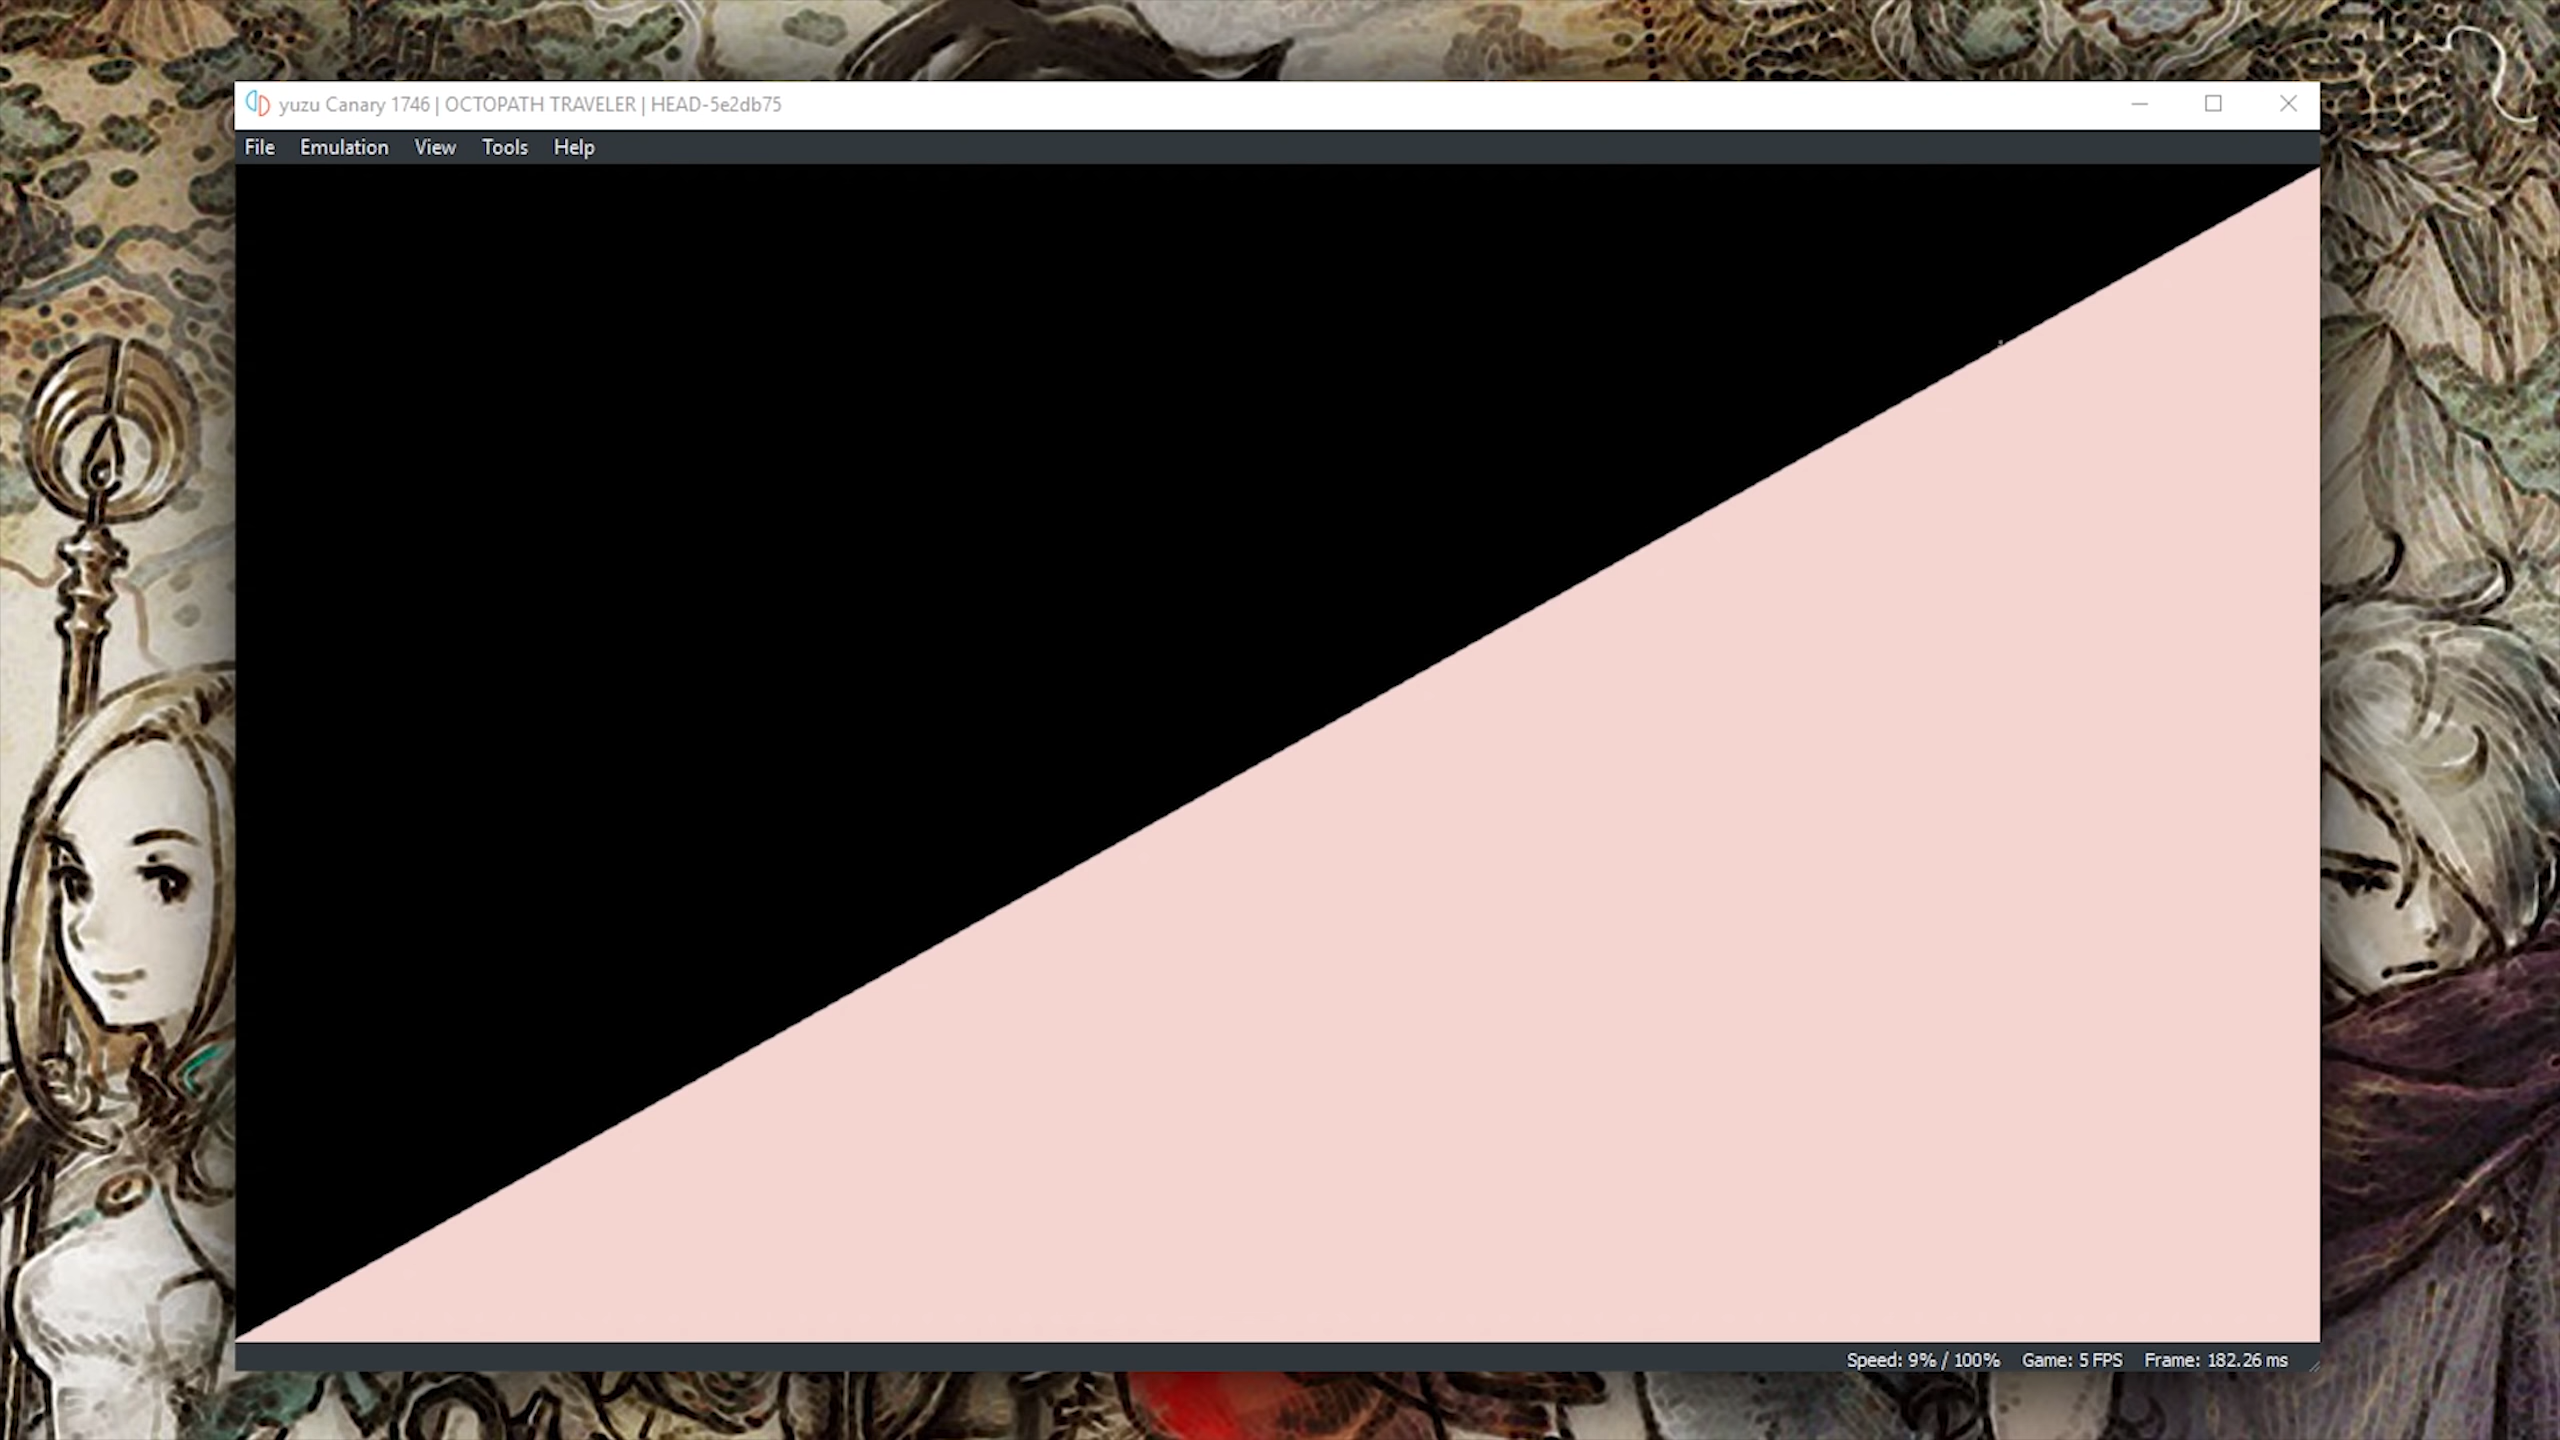 yuzu Canary 1746 | OCTOPATH TRAVELER | HEAD-5e2db75
File Emulation View Tools Help
Speed: 9% / 100% Game: 5 FPS Frame: 182.26 ms